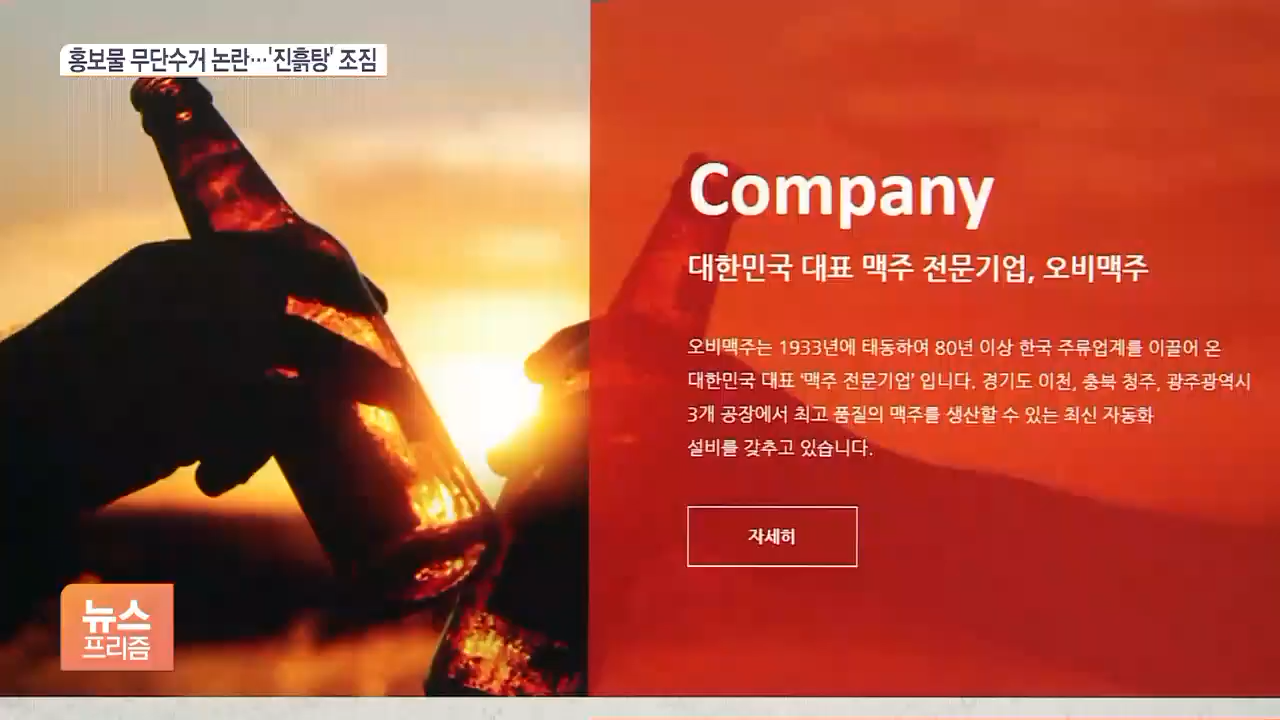 홍보물 무단수거 논란…'진흙탕' 조짐
Company
대한민국 대표 맥주 전문기업, 오비맥주
오비맥주는 1933년에 태동하여 80년 이상 한국 주류업계를 이끌어 온
대한민국 대표 '맥주 전문기업' 입니다. 경기도 이천, 충북 청주, 광주광역시
3개 공장에서 최고 품질의 맥주를 생산할 수 있는 최신 자동화
설비를 갖추고 있습니다.
자세히
뉴스
프리즘